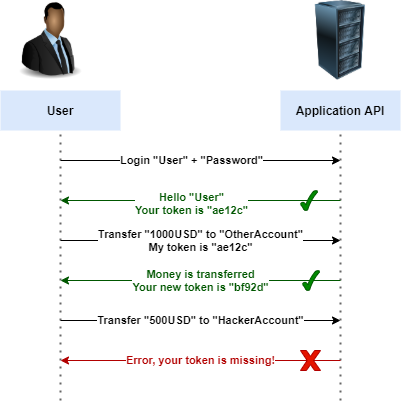 User
Application API
Login "User" + "Password"
Hello "User"
Your token is "ae12c"
Transfer "1000USD" to "OtherAccount"
My token is "ae12c"
Money is transferred
Your new token is "bf92d"
Transfer "500USD" to "HackerAccount"
Error, your token is missing!